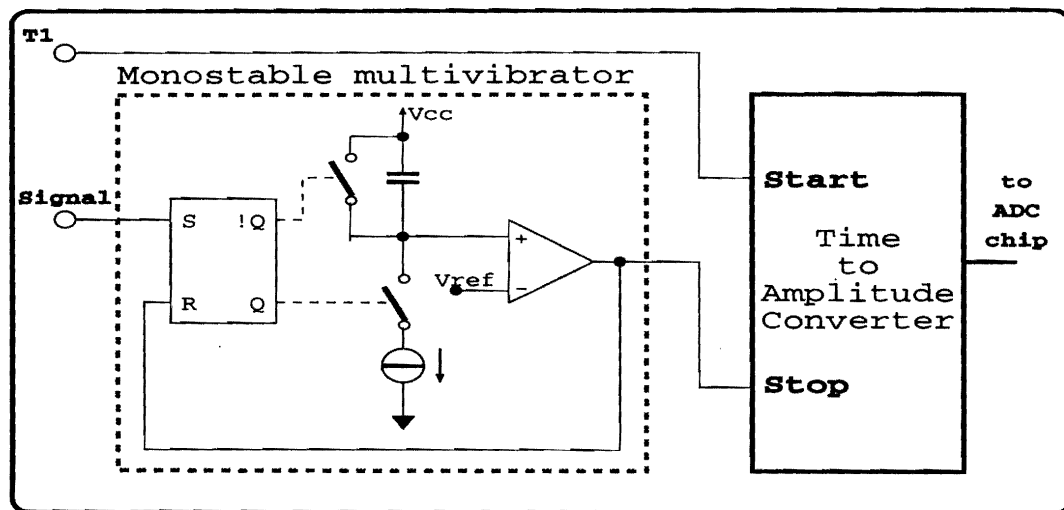 T1
Monostable multivibrator
Vcc
Signal
S !Q
R Q
+
Vref
−
Start
Time
to
Amplitude
Converter
Stop
to
ADC
chip